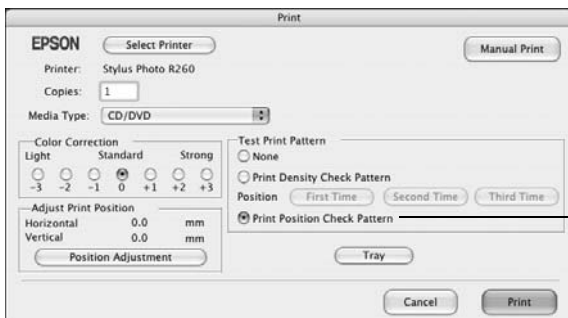 Print
EPSON Select Printer Manual Print
Printer: Stylus Photo R260
Copies: 1
Media Type: CD/DVD
Color Correction
Light Standard Strong
-3 -2 -1 0 +1 +2 +3
Adjust Print Position
Horizontal 0.0 mm
Vertical 0.0 mm
Position Adjustment
Test Print Pattern
None
Print Density Check Pattern
Position First Time Second Time Third Time
Print Position Check Pattern
Tray
Cancel Print